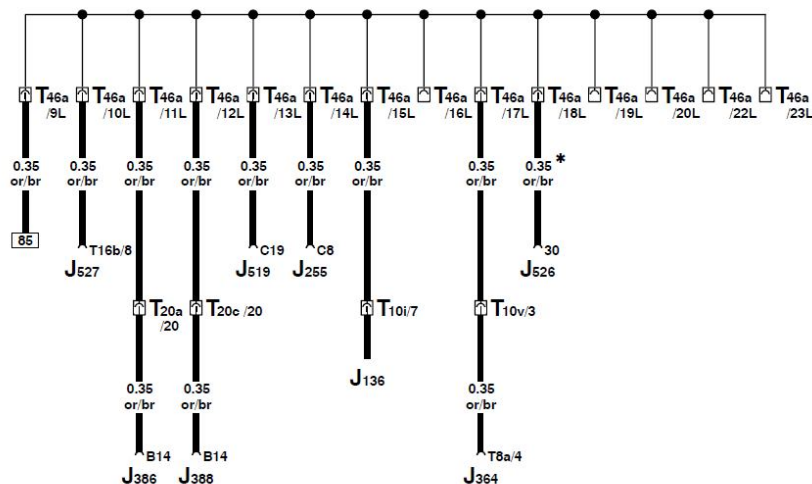 T46a /9L
T46a /10L
T46a /11L
T46a /12L
T46a /13L
T46a /14L
T46a /15L
T46a /16L
T46a /17L
T46a /18L
T46a /19L
T46a /20L
T46a /22L
T46a /23L
0.35 or/br
0.35 or/br
0.35 or/br
0.35 or/br
0.35 or/br
0.35 or/br
0.35 or/br
0.35 or/br
0.35 or/br *
85
T16b/8
J527
C19
J519
C8
J255
30
J526
T20a /20
T20c /20
T10i/7
T10v/3
J136
0.35 or/br
0.35 or/br
0.35 or/br
B14
J386
B14
J388
T8a/4
J364